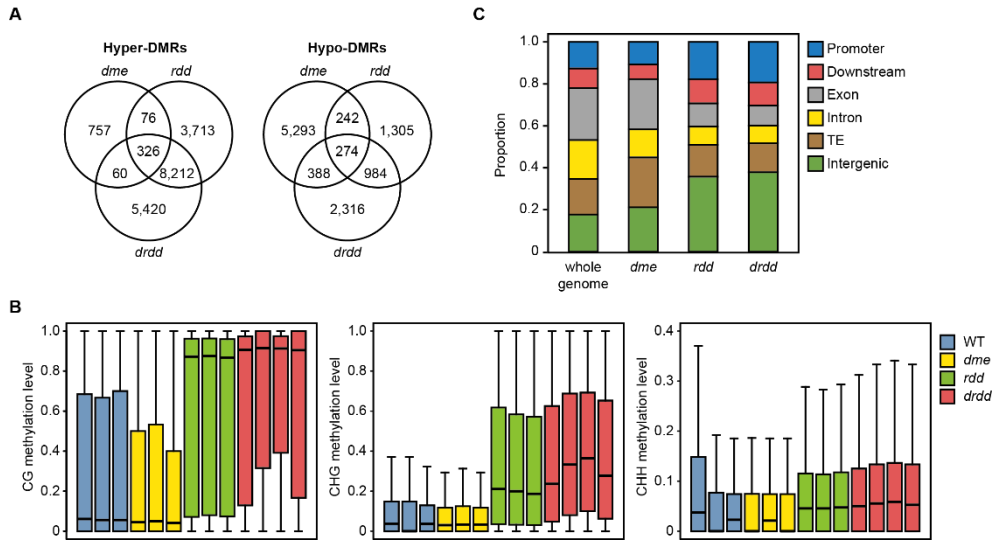 A
Hyper-DMRs
dme
rdd
76
757
3,713
326
60
8,212
5,420
drdd
Hypo-DMRs
dme
rdd
242
5,293
1,305
274
388
984
2,316
drdd
C
Proportion
1.0
0.8
0.6
0.4
0.2
0
whole
genome
dme
rdd
drdd
Promoter
Downstream
Exon
Intron
TE
Intergenic
B
CG methylation level
1.0
0.8
0.6
0.4
0.2
0
CHG methylation level
1.0
0.8
0.6
0.4
0.2
0
CHH methylation level
0.4
0.3
0.2
0.1
0
WT
dme
rdd
drdd